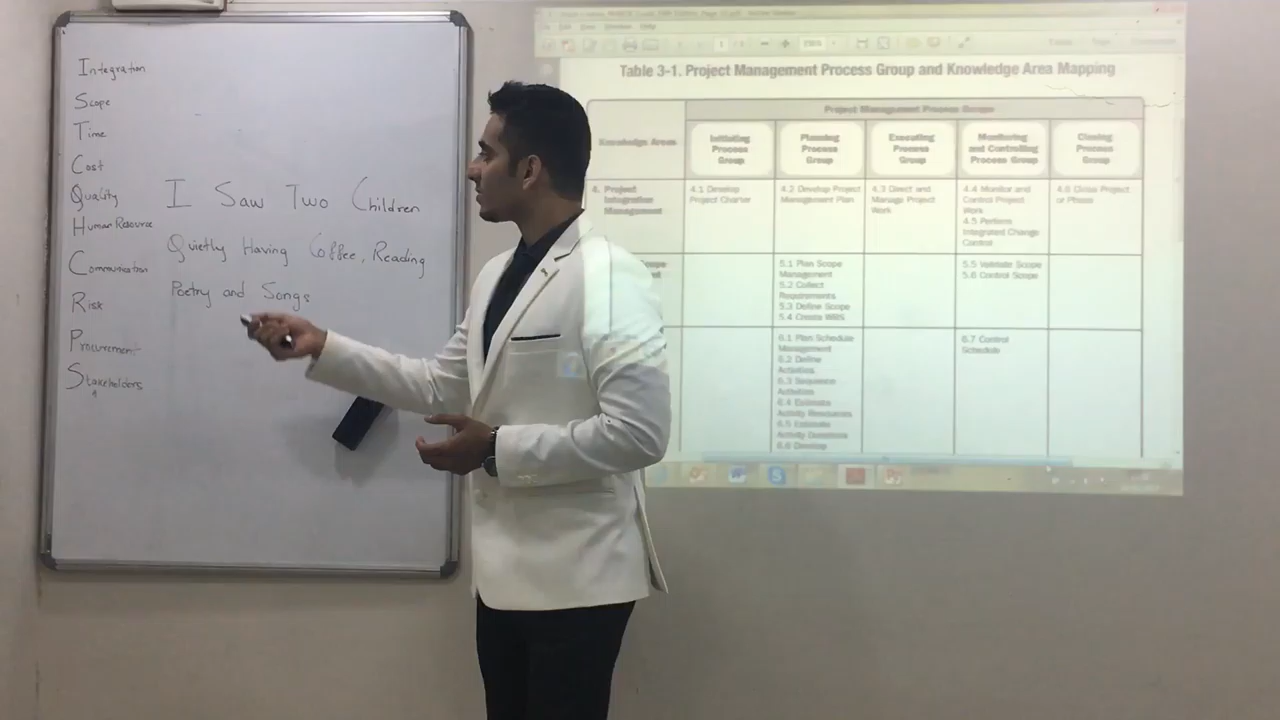 Integration
Scope
Time
Cost
Quality
Human Resource
Communication
Risk
Procurement
Stakeholders
I Saw Two Children
Quietly Having Coffee, Reading
Poetry and Songs
Table 3-1. Project Management Process Group and Knowledge Area Mapping
Project Management Process Groups
Knowledge Areas
Initiating
Process
Group
Planning
Process
Group
Executing
Process
Group
Monitoring
and Controlling
Process Group
Closing
Process
Group
4. Project
Integration
Management
4.1 Develop
Project Charter
4.2 Develop Project
Management Plan
4.3 Direct and
Manage Project
Work
4.4 Monitor and
Control Project
Work
4.5 Perform
Integrated Change
Control
4.6 Close Project
or Phase
5.1 Plan Scope
Management
5.2 Collect
Requirements
5.3 Define Scope
5.4 Create WBS
5.5 Validate Scope
5.6 Control Scope
6.1 Plan Schedule
Management
6.2 Define
Activities
6.3 Sequence
Activities
6.4 Estimate
Activity Resources
6.5 Estimate
Activity Durations
6.6 Develop
6.7 Control
Schedule